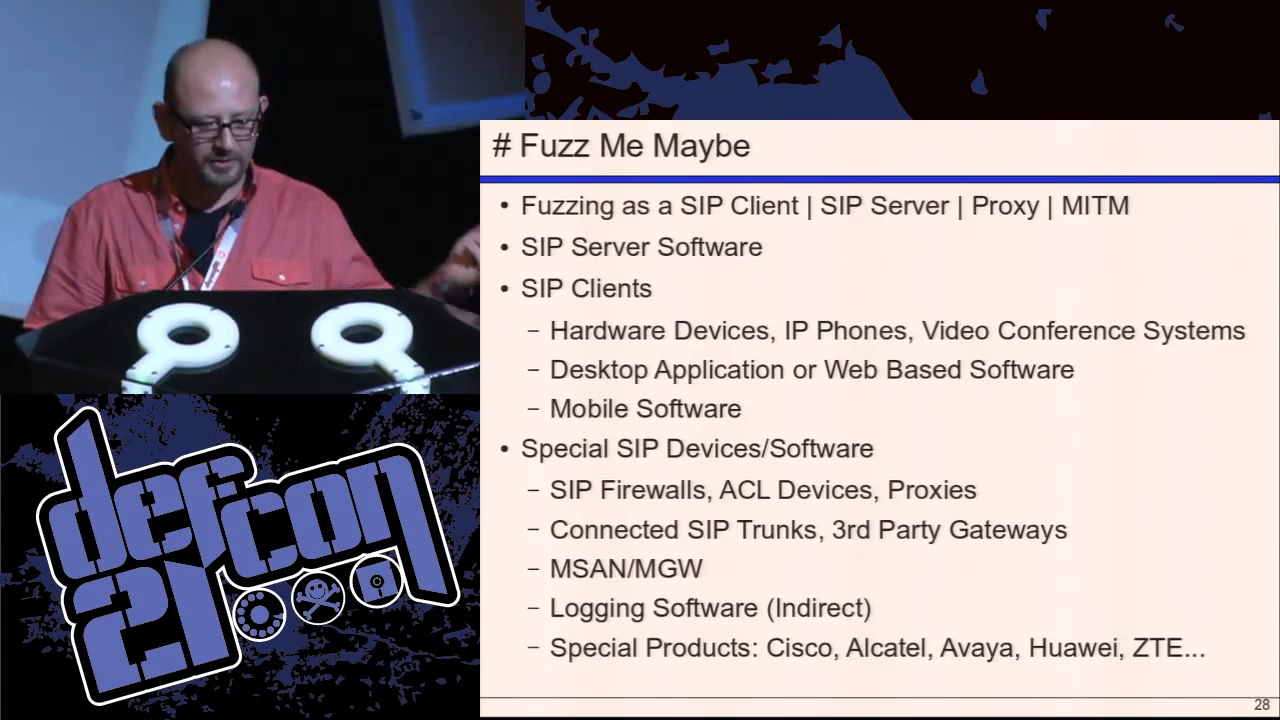 # Fuzz Me Maybe
• Fuzzing as a SIP Client | SIP Server | Proxy | MITM
• SIP Server Software
• SIP Clients
– Hardware Devices, IP Phones, Video Conference Systems
– Desktop Application or Web Based Software
– Mobile Software
• Special SIP Devices/Software
– SIP Firewalls, ACL Devices, Proxies
– Connected SIP Trunks, 3rd Party Gateways
– MSAN/MGW
– Logging Software (Indirect)
– Special Products: Cisco, Alcatel, Avaya, Huawei, ZTE...
28
defcon
21